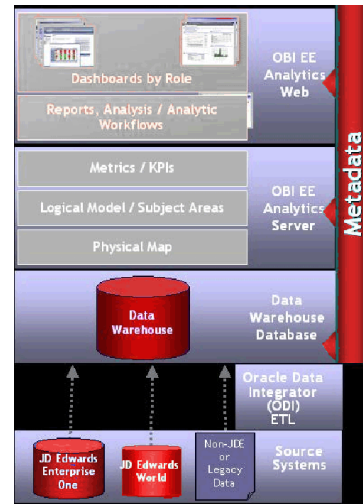 Dashboards by Role
Reports, Analysis / Analytic
Workflows
OBI EE
Analytics
Web
Metrics / KPIs
Logical Model / Subject Areas
Physical Map
OBI EE
Analytics
Server
Metadata
Data
Warehouse
Data
Warehouse
Database
Oracle Data
Integrator
(ODI)
ETL
JD Edwards
Enterprise
One
JD Edwards
World
Non-JDE
or
Legacy
Data
Source
Systems